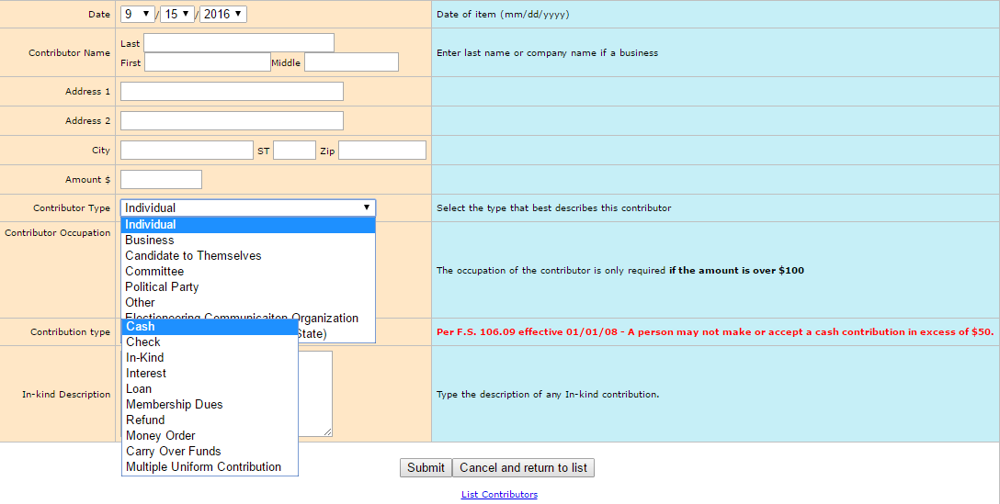 Date 9 / 15 / 2016 Date of item (mm/dd/yyyy)
Contributor Name Last Enter last name or company name if a business
First Middle
Address 1
Address 2
City ST Zip
Amount $
Contributor Type Individual Select the type that best describes this contributor
Individual
Business
Candidate to Themselves
Committee
Political Party
Other
Electioneering Communicaiton Organization
State)
Contributor Occupation The occupation of the contributor is only required if the amount is over $100
Contribution type Per F.S. 106.09 effective 01/01/08 - A person may not make or accept a cash contribution in excess of $50.
Cash
Check
In-Kind
Interest
Loan
Membership Dues
Refund
Money Order
Carry Over Funds
Multiple Uniform Contribution
In-kind Description Type the description of any In-kind contribution.
Submit Cancel and return to list
List Contributors